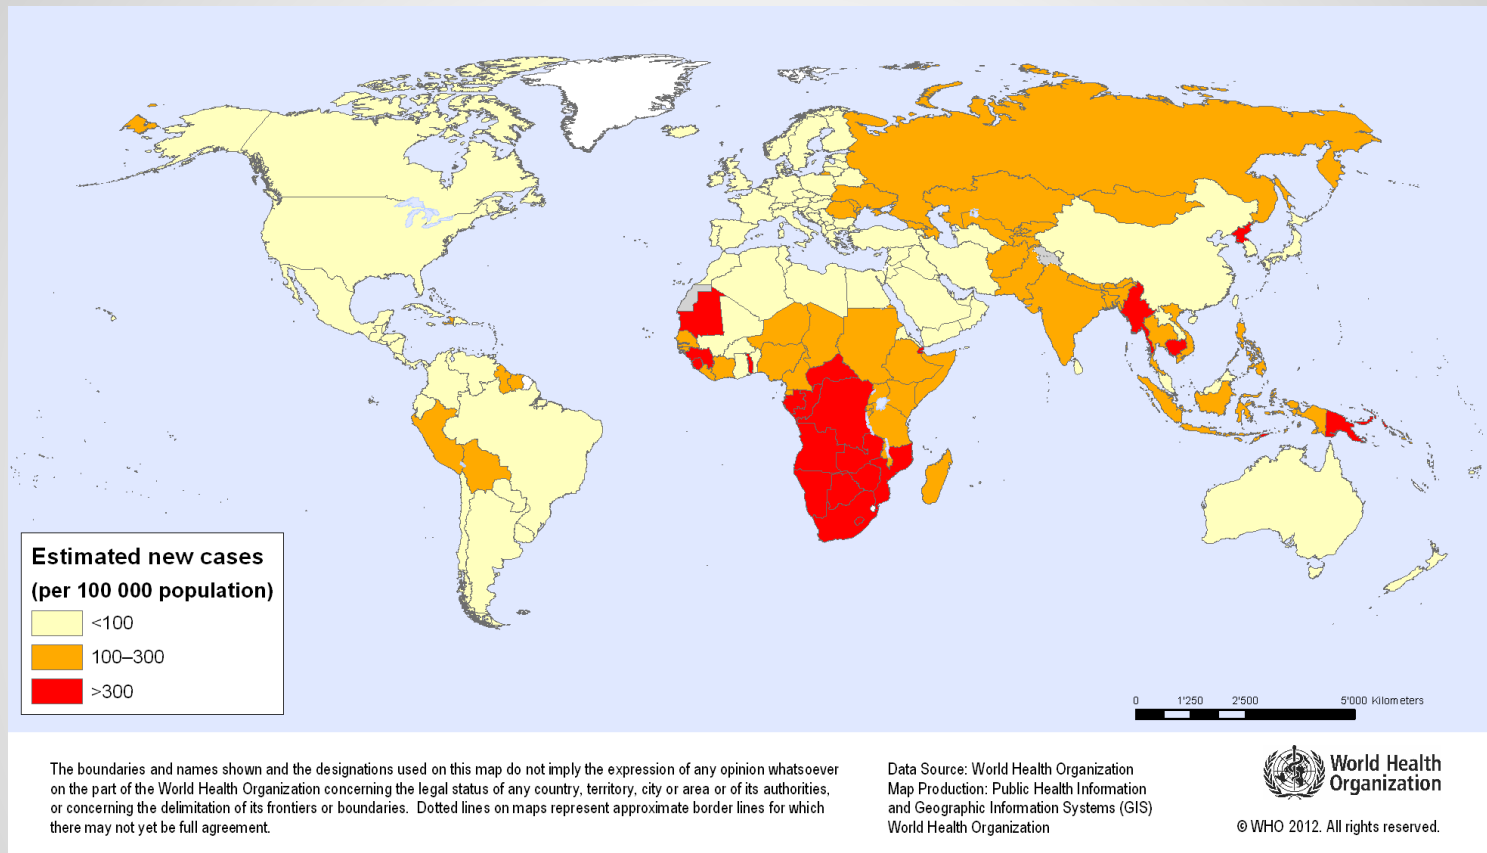 Estimated new cases
(per 100 000 population)
<100
100–300
>300
0 1'250 2'500 5'000 Kilometers
The boundaries and names shown and the designations used on this map do not imply the expression of any opinion whatsoever
on the part of the World Health Organization concerning the legal status of any country, territory, city or area or of its authorities,
or concerning the delimitation of its frontiers or boundaries. Dotted lines on maps represent approximate border lines for which
there may not yet be full agreement.
Data Source: World Health Organization
Map Production: Public Health Information
and Geographic Information Systems (GIS)
World Health Organization
World Health
Organization
© WHO 2012. All rights reserved.